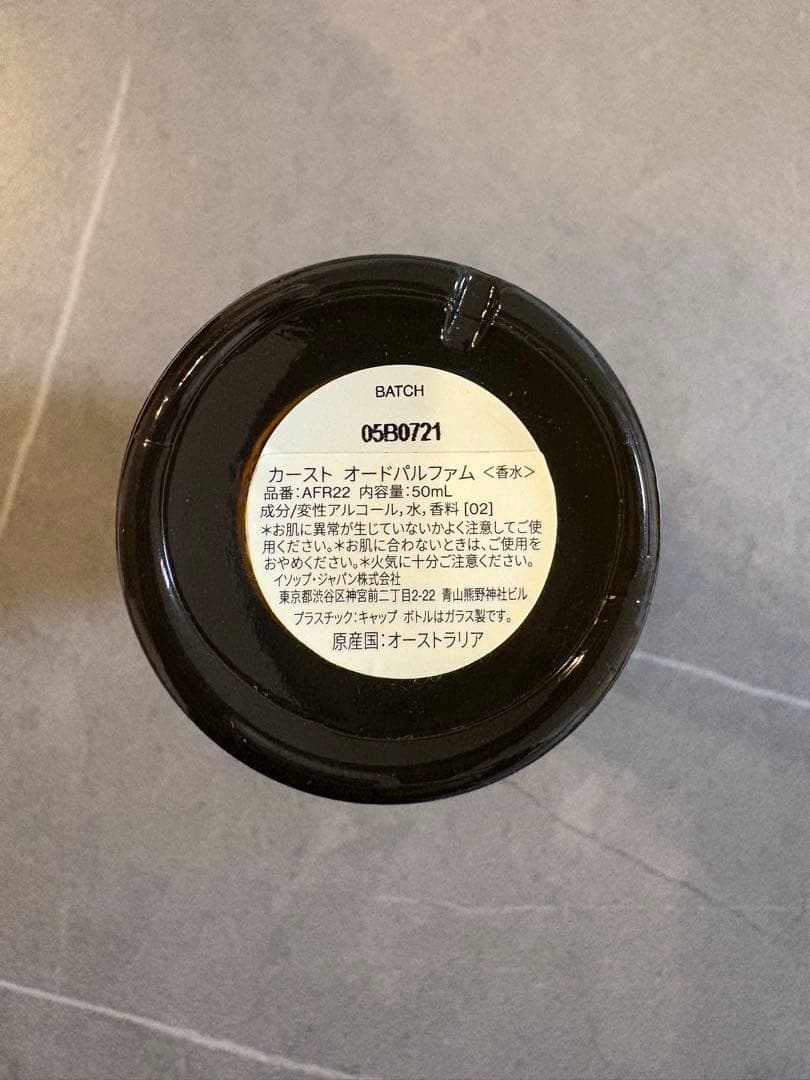 BATCH
05B0721
カースト オードパルファム <香水>
品番:AFR22 内容量:50mL
成分/変性アルコール,水,香料 [02]
*お肌に異常が生じていないかよく注意してご使
用ください。*お肌に合わないときは、ご使用を
おやめください。*火気に十分ご注意ください。
イソップ・ジャパン株式会社
東京都渋谷区神宮前二丁目2-22 青山熊野神社ビル
プラスチック:キャップ ボトルはガラス製です。
原産国:オーストラリア